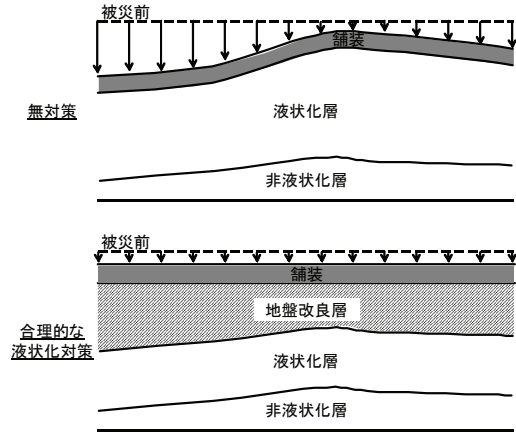 被災前
舗装
無対策
液状化層
非液状化層
被災前
舗装
地盤改良層
合理的な
液状化対策
液状化層
非液状化層